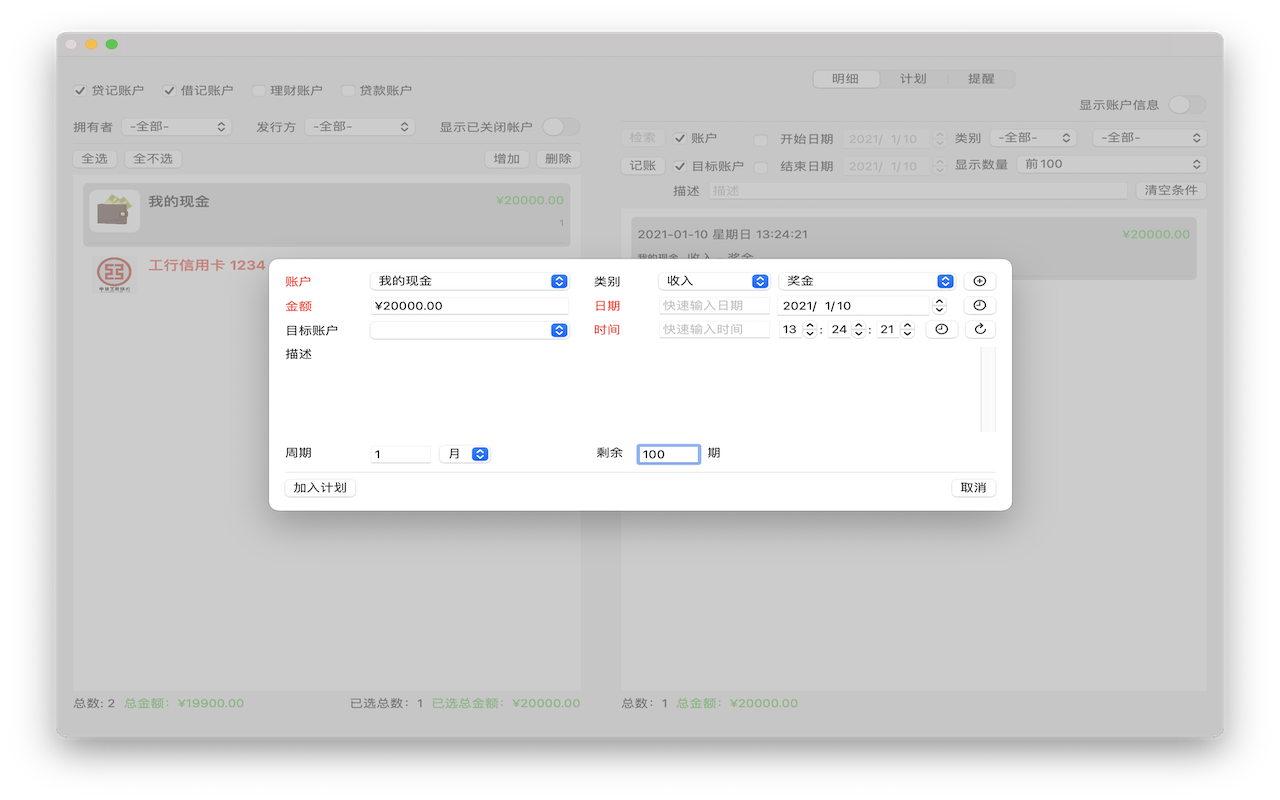 明细 计划 提醒
贷记账户 借记账户 理财账户 贷款账户
显示账户信息
拥有者 -全部- 发行方 -全部- 显示已关闭帐户
检索 账户 开始日期 2021/ 1/10 类别 -全部- -全部-
全选 全不选 增加 删除
记账 目标账户 结束日期 2021/ 1/10 显示数量 前100
描述 描述 清空条件
我的现金 ¥20000.00
1
2021-01-10 星期日 13:24:21 ¥20000.00
我的现金 收入 - 奖金
工行信用卡 1234
账户 我的现金 类别 收入 奖金
金额 ¥20000.00 日期 快速输入日期 2021/ 1/10
目标账户 时间 快速输入时间 13 : 24 : 21
描述
周期 1 月 剩余 100 期
加入计划 取消
总数: 2 总金额: ¥19900.00 已选总数: 1 已选总金额: ¥20000.00 总数: 1 总金额: ¥20000.00